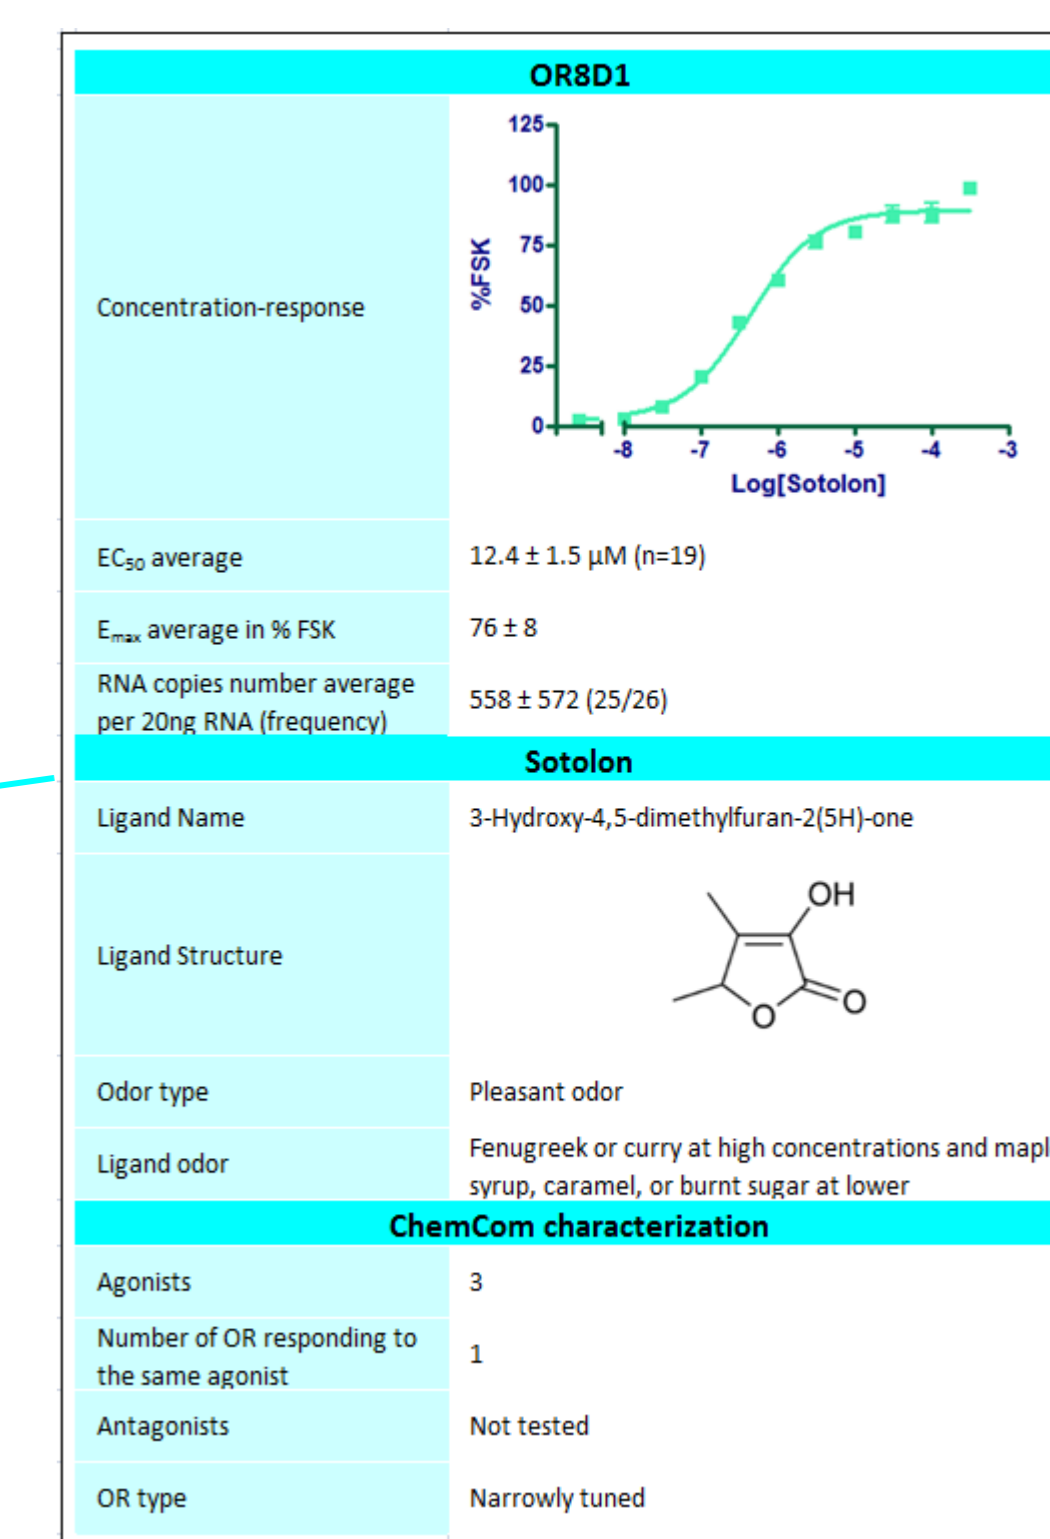 OR8D1
Concentration-response
125
100
75
50
25
0
%FSK
-8 -7 -6 -5 -4 -3
Log[Sotolon]
EC₅₀ average
12.4 ± 1.5 µM (n=19)
Eₘₐₓ average in % FSK
76 ± 8
RNA copies number average
per 20ng RNA (frequency)
558 ± 572 (25/26)
Sotolon
Ligand Name
3-Hydroxy-4,5-dimethylfuran-2(5H)-one
Ligand Structure
OH
O
O
Odor type
Pleasant odor
Ligand odor
Fenugreek or curry at high concentrations and mapl
syrup, caramel, or burnt sugar at lower
ChemCom characterization
Agonists
3
Number of OR responding to
the same agonist
1
Antagonists
Not tested
OR type
Narrowly tuned